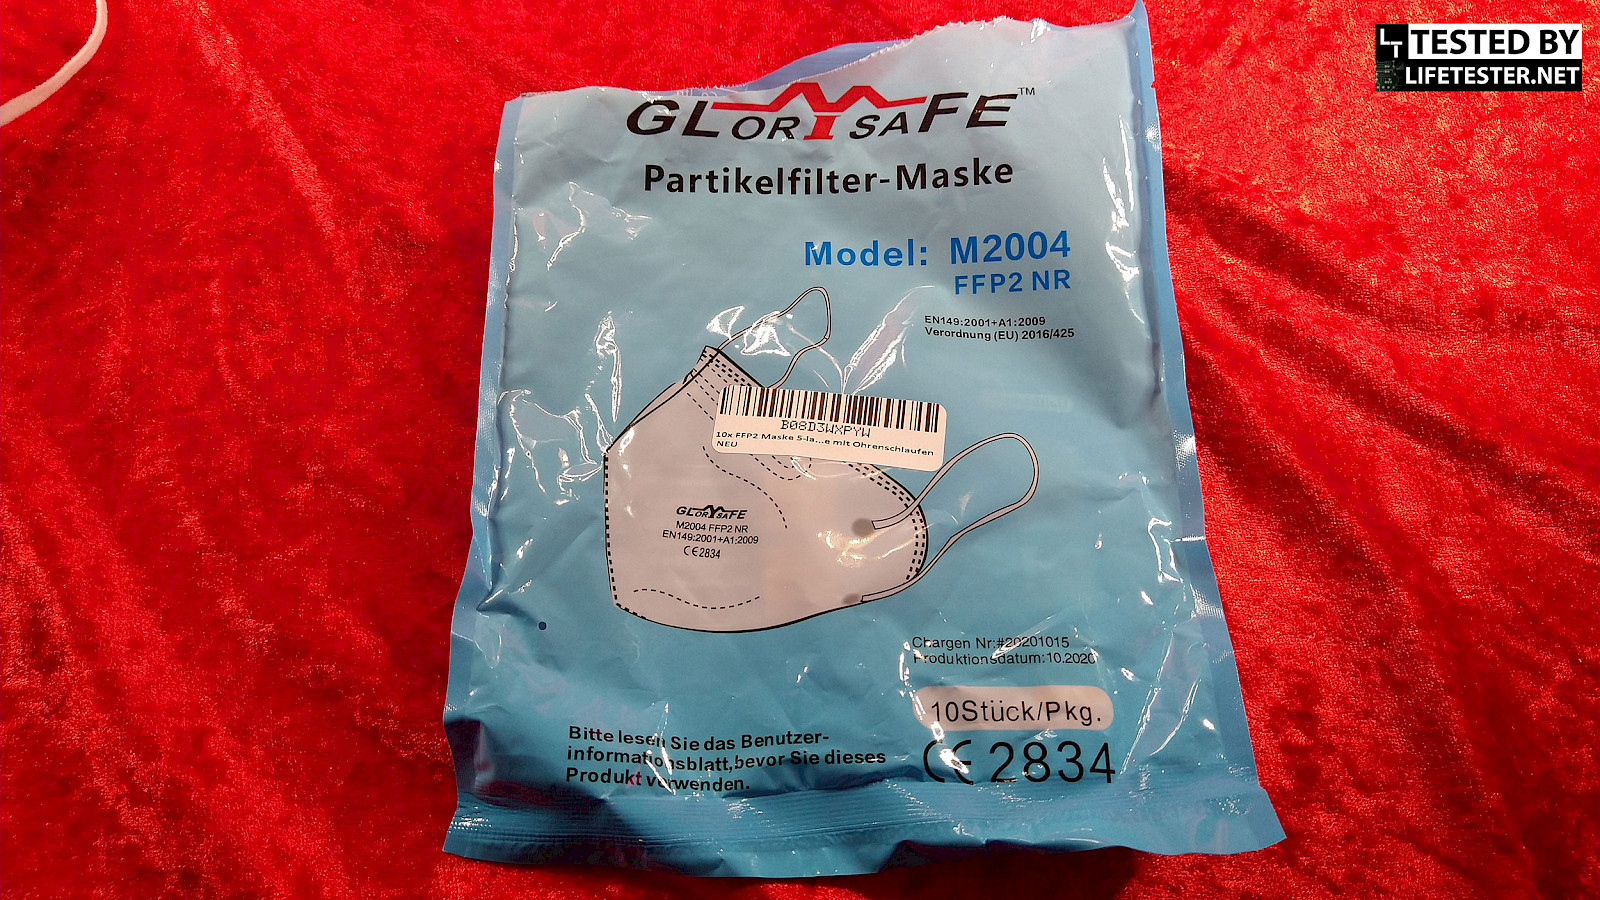 TESTED BY
LIFETESTER.NET
GLORYSAFE™
Partikelfilter-Maske
Model: M2004
FFP2 NR
EN149:2001+A1:2009
Verordnung (EU) 2016/425
B08D3WXPYW
10x FFP2 Maske 5-la...e mit Ohrenschlaufen
NEU
GLORYSAFE
M2004 FFP2 NR
EN149:2001+A1:2009
CE2834
Chargen Nr:#20201015
Produktionsdatum:10.2020
10Stück/Pkg.
Bitte lesen Sie das Benutzer-
informationsblatt,bevor Sie dieses
Produkt verwenden.
CE 2834